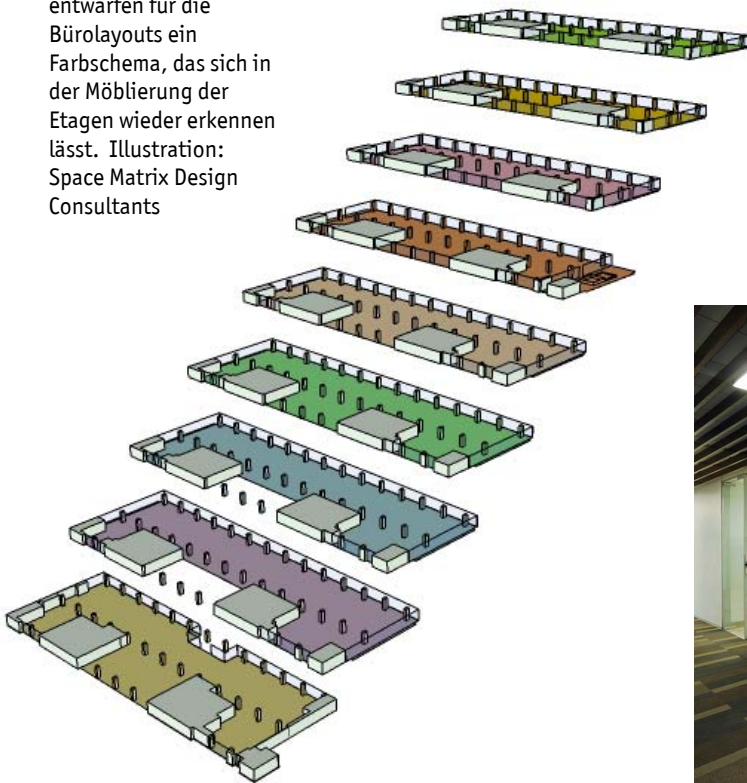 entwarfen für die
Bürolayouts ein
Farbschema, das sich in
der Möblierung der
Etagen wieder erkennen
lässt. Illustration:
Space Matrix Design
Consultants